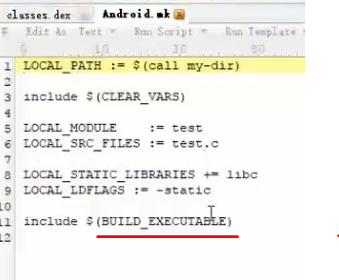 classes.dex Android.mk
Edit As Text Run Script Run Template
0 10 20 30
1 LOCAL_PATH := $(call my-dir)
2
3 include $(CLEAR_VARS)
4
5 LOCAL_MODULE := test
6 LOCAL_SRC_FILES := test.c
7
8 LOCAL_STATIC_LIBRARIES += libc
9 LOCAL_LDFLAGS := -static
10
11 include $(BUILD_EXECUTABLE)
12